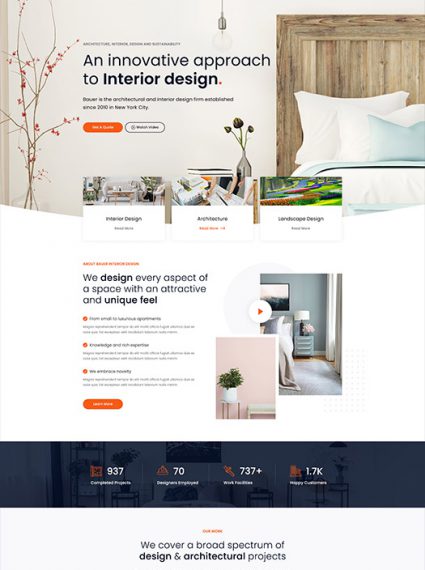 ARCHITECTURE, INTERIOR, DESIGN AND SUSTAINABILITY
An innovative approach
to Interior design.
Bauer is the architectural and interior design firm established
since 2010 in New York City.
Get A Quote
Watch Video
Interior Design
Architecture
Landscape Design
Read More
Read More
Read More
ABOUT BAUER INTERIOR DESIGN
We design every aspect of
a space with an attractive
and unique feel
From small to luxurious apartments
Knowledge and rich expertise
We embrace novelty
Learn More
937
Completed Projects
70
Designers Employed
737+
Work Facilities
1.7K
Happy Customers
OUR WORK
We cover a broad spectrum of
design & architectural projects